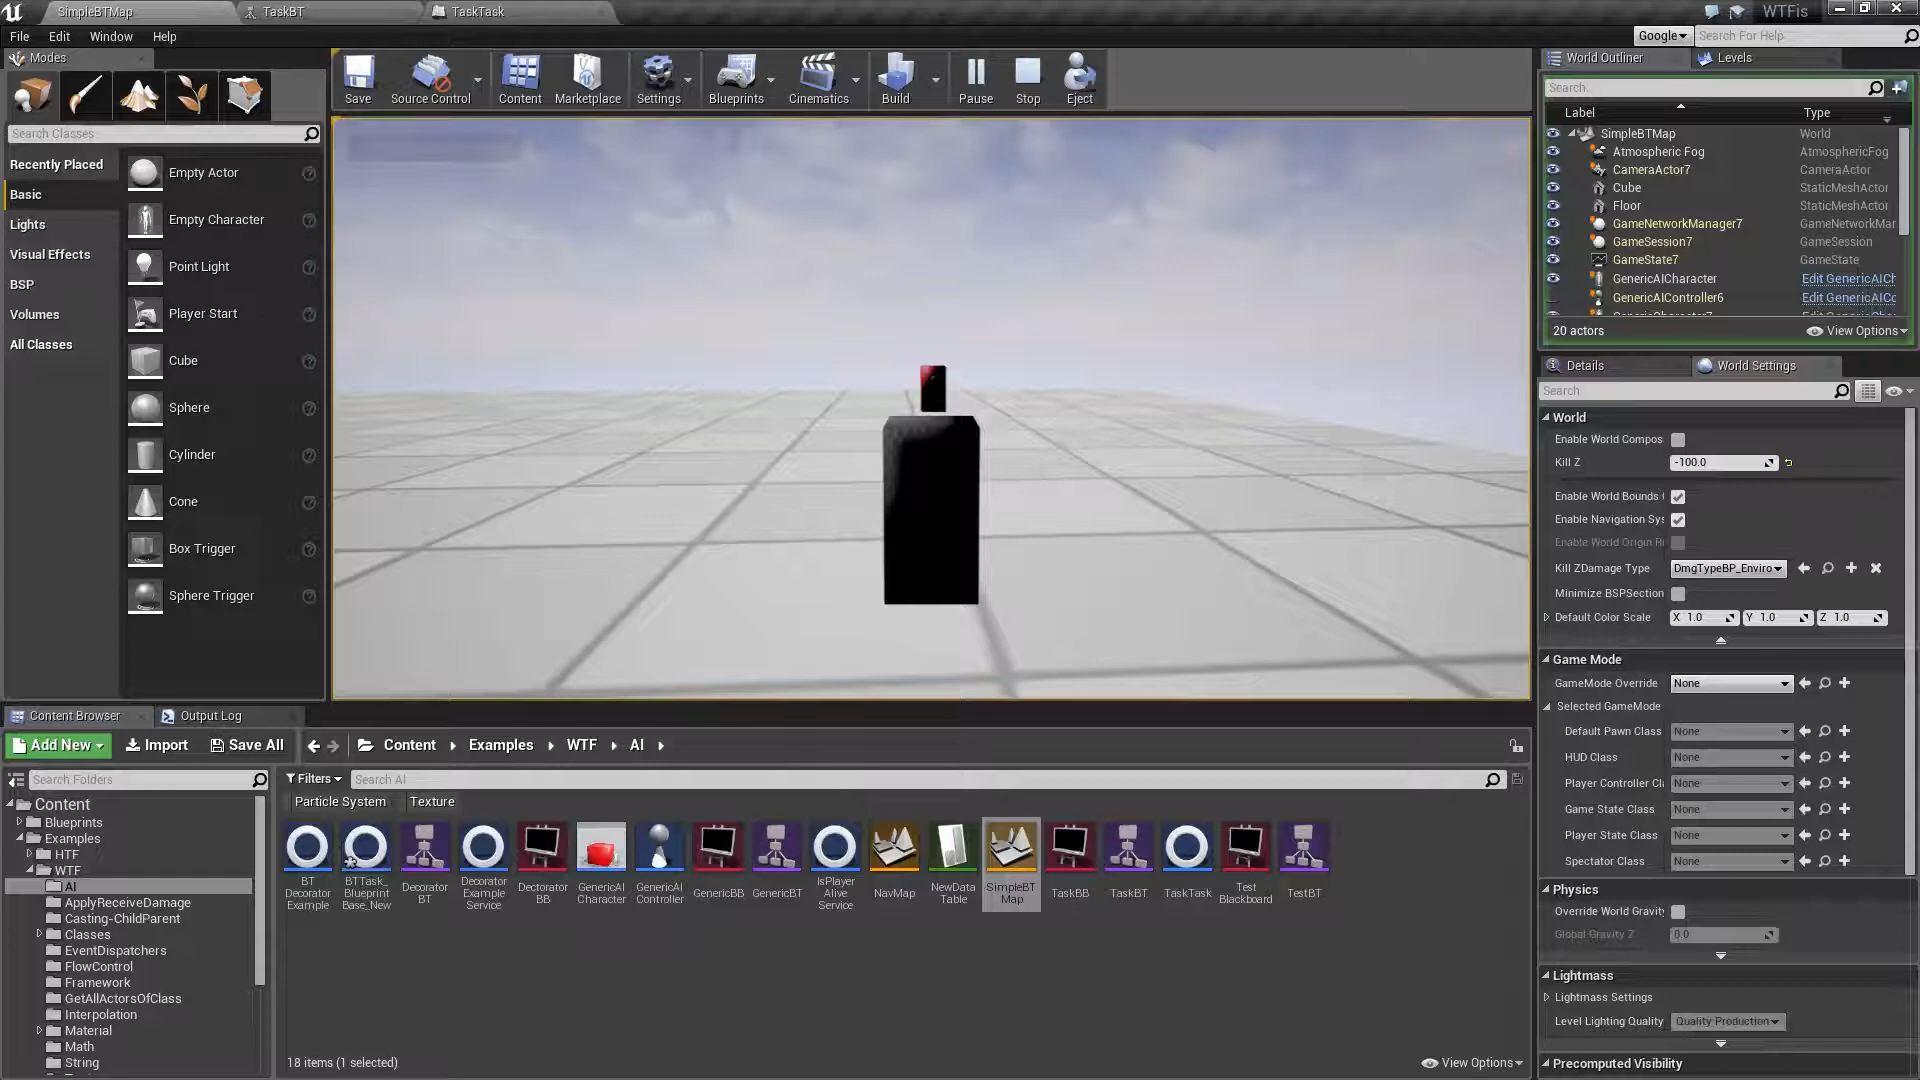 SimpleBTMap
TaskBT
TaskTask
WTFis
File Edit Window Help
Google
Search For Help
Modes
Save
Source Control
Content
Marketplace
Settings
Blueprints
Cinematics
Build
Pause
Stop
Eject
World Outliner
Levels
Search Classes
Search.
Label Type
Recently Placed
Basic
Lights
Visual Effects
BSP
Volumes
All Classes
Empty Actor
Empty Character
Point Light
Player Start
Cube
Sphere
Cylinder
Cone
Box Trigger
Sphere Trigger
SimpleBTMap World
Atmospheric Fog AtmosphericFog
CameraActor7 CameraActor
Cube StaticMeshActor
Floor StaticMeshActor
GameNetworkManager7 GameNetworkMar
GameSession7 GameSession
GameState7 GameState
GenericAICharacter Edit GenericAICh
GenericAIController6 Edit GenericAICc
20 actors
View Options
Details
World Settings
Search
World
Enable World Compos
Kill Z -100.0
Enable World Bounds
Enable Navigation Sys
Enable World Origin Re
Kill ZDamage Type DmgTypeBP_Enviro
Minimize BSPSection
Default Color Scale X 1.0 Y 1.0 Z 1.0
Game Mode
GameMode Override None
Selected GameMode
Default Pawn Class None
HUD Class None
Player Controller Cl None
Game State Class None
Player State Class None
Spectator Class None
Physics
Override World Gravity
Global Gravity Z 0.0
Lightmass
Lightmass Settings
Level Lighting Quality Quality Production
Precomputed Visibility
Content Browser
Output Log
Add New
Import
Save All
Content Examples WTF AI
Search Folders
Filters
Search AI
Particle System Texture
Content
Blueprints
Examples
HTF
WTF
AI
ApplyReceiveDamage
Casting-ChildParent
Classes
EventDispatchers
FlowControl
Framework
GetAllActorsOfClass
Interpolation
Material
Math
String
BT
Decorator
Example
BTTask_
Blueprint
Base_New
Decorator
BT
Decorator
Example
Service
Dectorator
BB
GenericAI
Character
GenericAI
Controller
GenericBB
GenericBT
IsPlayer
Alive
Service
NavMap
NewData
Table
SimpleBT
Map
TaskBB
TaskBT
TaskTask
Test
Blackboard
TestBT
18 items (1 selected)
View Options